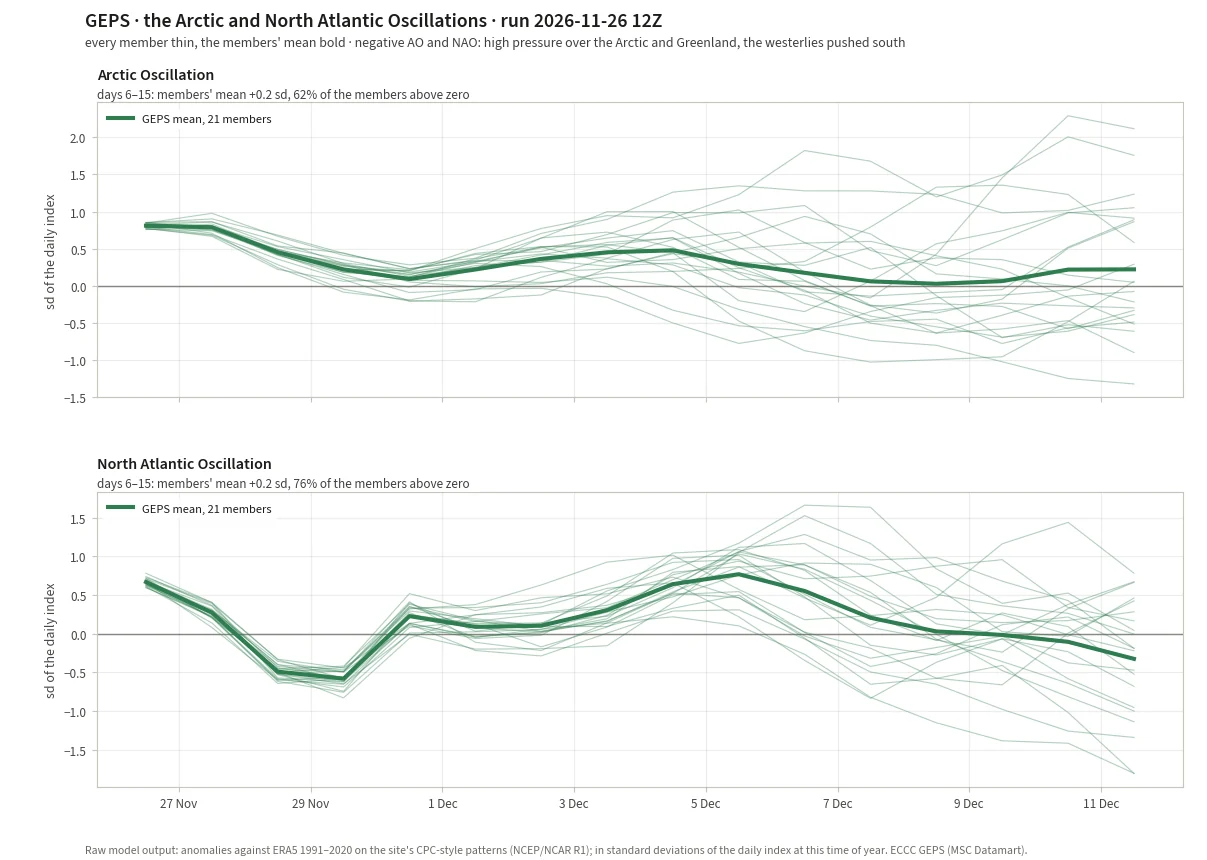 GEPS · the Arctic and North Atlantic Oscillations · run 2026-11-26 12Z
every member thin, the members' mean bold · negative AO and NAO: high pressure over the Arctic and Greenland, the westerlies pushed south
Arctic Oscillation
days 6–15: members' mean +0.2 sd, 62% of the members above zero
GEPS mean, 21 members
sd of the daily index
2.0
1.5
1.0
0.5
0.0
−0.5
−1.0
−1.5
North Atlantic Oscillation
days 6–15: members' mean +0.2 sd, 76% of the members above zero
GEPS mean, 21 members
sd of the daily index
1.5
1.0
0.5
0.0
−0.5
−1.0
−1.5
27 Nov 29 Nov 1 Dec 3 Dec 5 Dec 7 Dec 9 Dec 11 Dec
Raw model output: anomalies against ERA5 1991–2020 on the site's CPC-style patterns (NCEP/NCAR R1); in standard deviations of the daily index at this time of year. ECCC GEPS (MSC Datamart).